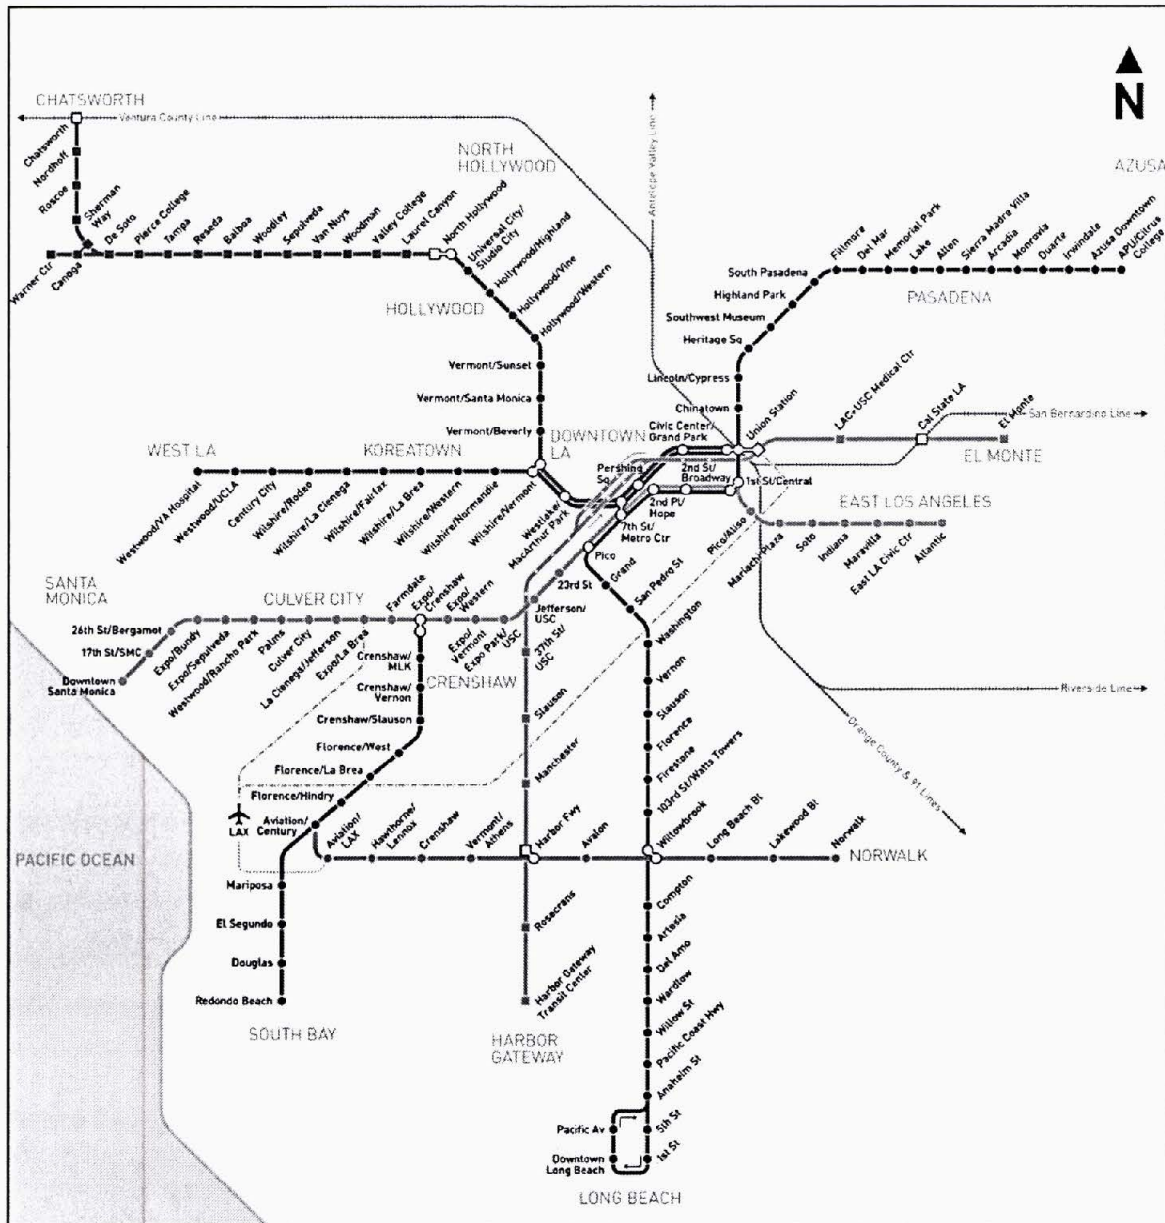 N
CHATSWORTH
Ventura County Line
Chatsworth
Nordhoff
Roscoe
Sherman
Way
NORTH
HOLLYWOOD
Antelope Valley Line
AZUSA
Warner Ctr
Canoga
De Soto
Pierce College
Tampa
Reseda
Balboa
Woodley
Sepulveda
Van Nuys
Woodman
Valley College
Laurel Canyon
North Hollywood
Universal City/
Studio City
Hollywood/Highland
Hollywood/Vine
Hollywood/Western
HOLLYWOOD
Vermont/Sunset
Vermont/Santa Monica
Vermont/Beverly
Fillmore
Del Mar
Memorial Park
Lake
Allen
Sierra Madre Villa
Arcadia
Monrovia
Duarte
Irwindale
Azusa Downtown
APU/Citrus
College
PASADENA
South Pasadena
Highland Park
Southwest Museum
Heritage Sq
Lincoln/Cypress
Chinatown
Union Station
LAC+USC Medical Ctr
Cal State LA
El Monte
San Bernardino Line
EL MONTE
WEST LA
KOREATOWN
DOWNTOWN
LA
Civic Center/
Grand Park
Pershing
Sq
2nd St/
Broadway
1st St/Central
2nd Pl/
Hope
7th St/
Metro Ctr
Westwood/VA Hospital
Westwood/UCLA
Century City
Wilshire/Rodeo
Wilshire/La Cienega
Wilshire/Fairfax
Wilshire/La Brea
Wilshire/Western
Wilshire/Normandie
Wilshire/Vermont
Westlake/
MacArthur Park
EAST LOS ANGELES
Pico/Aliso
Mariachi Plaza
Soto
Indiana
Maravilla
East LA Civic Ctr
Atlantic
Pico
Grand
San Pedro St
Washington
Vernon
Slauson
Florence
Firestone
103rd St/Watts Towers
Willowbrook
SANTA
MONICA
CULVER CITY
26th St/Bergamot
17th St/SMC
Downtown
Santa Monica
Expo/Bundy
Expo/Sepulveda
Westwood/Rancho Park
Palms
Culver City
La Cienega/Jefferson
Expo/La Brea
Farmdale
Expo/
Crenshaw
Expo/
Western
Expo/
Vermont
Expo Park/
USC
Jefferson/
USC
23rd St
37th St/
USC
Slauson
Manchester
Harbor Fwy
Rosecrans
Harbor Gateway
Transit Center
HARBOR
GATEWAY
Crenshaw/
MLK
Crenshaw/
Vernon
CRENSHAW
Crenshaw/Slauson
Florence/West
Florence/La Brea
Florence/Hindry
Aviation/
Century
LAX
Aviation/
LAX
Hawthorne/
Lennox
Crenshaw
Vermont/
Athens
Avalon
Long Beach Bl
Lakewood Bl
Norwalk
NORWALK
Riverside Line
Orange County & 91 Lines
PACIFIC OCEAN
Mariposa
El Segundo
Douglas
Redondo Beach
SOUTH BAY
Compton
Artesia
Del Amo
Wardlow
Willow St
Pacific Coast Hwy
Anaheim St
5th St
1st St
Pacific Av
Downtown
Long Beach
LONG BEACH